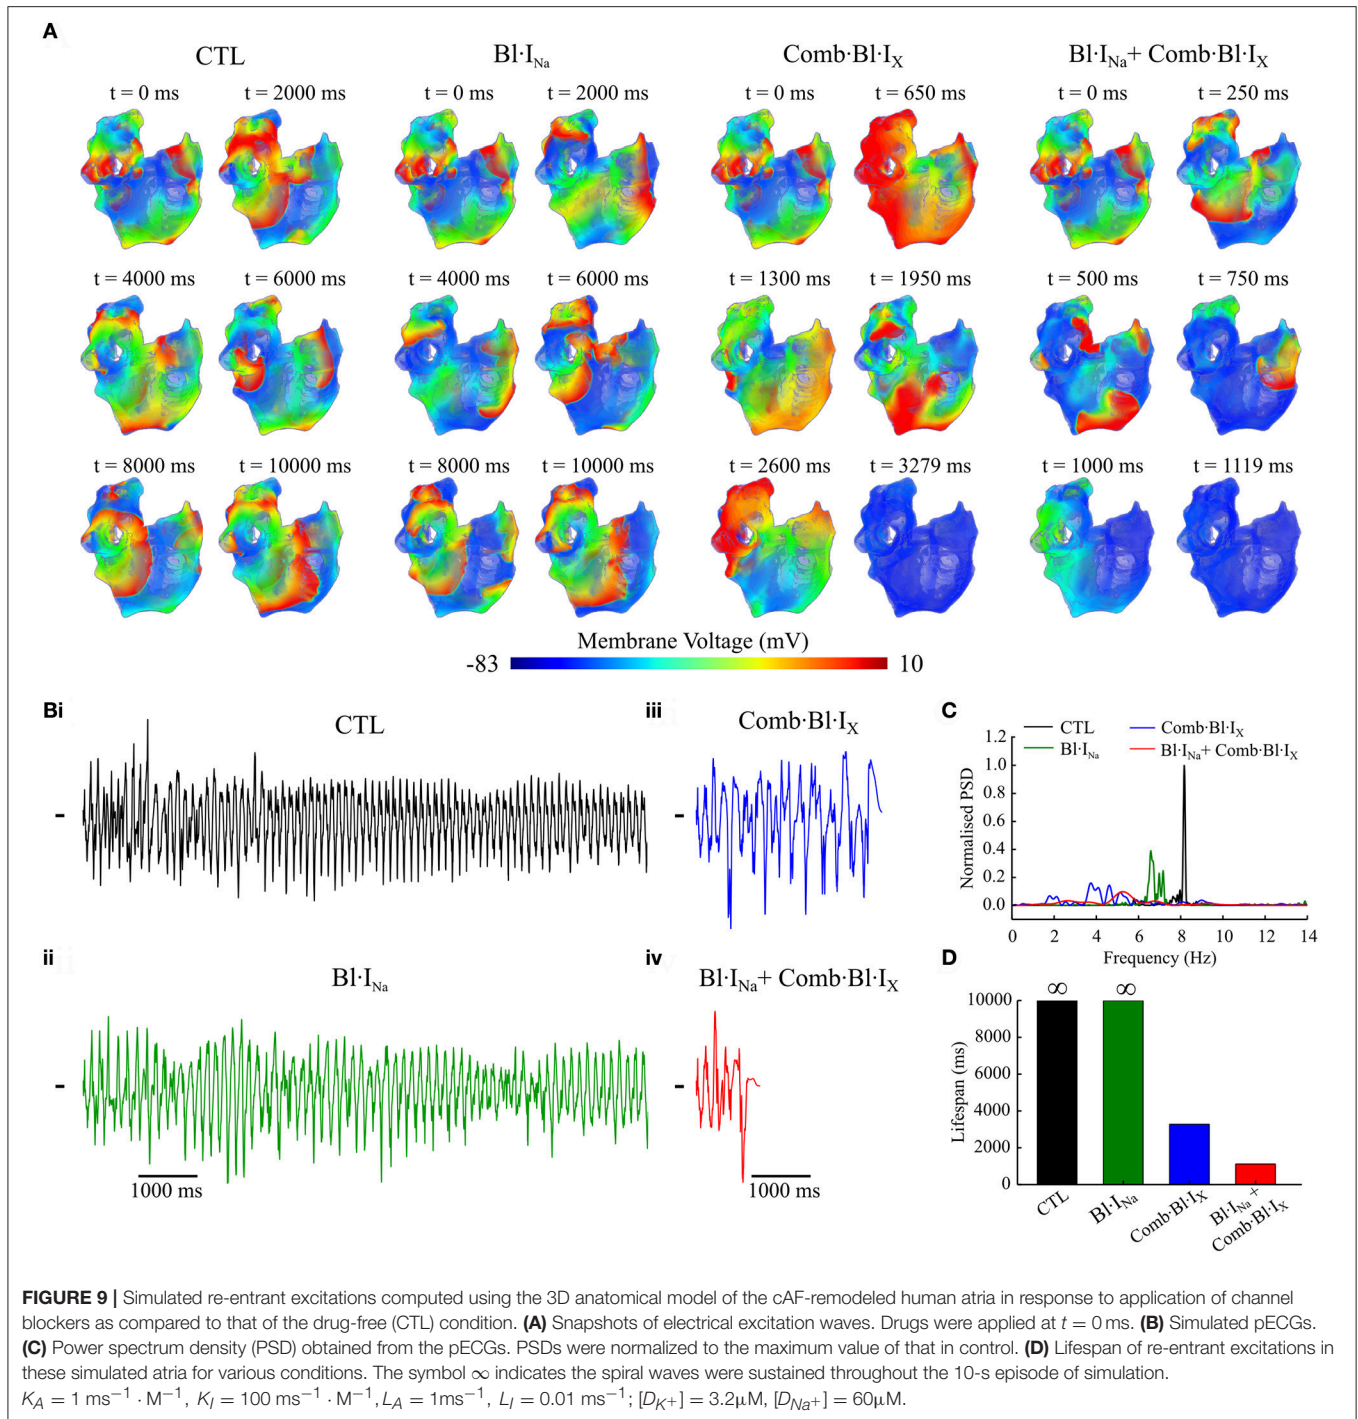 A
CTL
Bl·I_Na
Comb·Bl·I_X
Bl·I_Na + Comb·Bl·I_X
t = 0 ms t = 2000 ms t = 0 ms t = 2000 ms t = 0 ms t = 650 ms t = 0 ms t = 250 ms
t = 4000 ms t = 6000 ms t = 4000 ms t = 6000 ms t = 1300 ms t = 1950 ms t = 500 ms t = 750 ms
t = 8000 ms t = 10000 ms t = 8000 ms t = 10000 ms t = 2600 ms t = 3279 ms t = 1000 ms t = 1119 ms
Membrane Voltage (mV)
-83 10
Bi
CTL
iii
Comb·Bl·I_X
ii
Bl·I_Na
1000 ms
iv
Bl·I_Na + Comb·Bl·I_X
1000 ms
C
CTL
Bl·I_Na
Comb·Bl·I_X
Bl·I_Na + Comb·Bl·I_X
Normalised PSD
1.2
1.0
0.8
0.6
0.4
0.2
0.0
0 2 4 6 8 10 12 14
Frequency (Hz)
D
∞ ∞
Lifespan (ms)
10000
8000
6000
4000
2000
0
CTL
Bl·I_Na
Comb·Bl·I_X
Bl·I_Na +
Comb·Bl·I_X
FIGURE 9 | Simulated re-entrant excitations computed using the 3D anatomical model of the cAF-remodeled human atria in response to application of channel
blockers as compared to that of the drug-free (CTL) condition. (A) Snapshots of electrical excitation waves. Drugs were applied at t = 0 ms. (B) Simulated pECGs.
(C) Power spectrum density (PSD) obtained from the pECGs. PSDs were normalized to the maximum value of that in control. (D) Lifespan of re-entrant excitations in
these simulated atria for various conditions. The symbol ∞ indicates the spiral waves were sustained throughout the 10-s episode of simulation.
K_A = 1 ms⁻¹ · M⁻¹, K_I = 100 ms⁻¹ · M⁻¹, L_A = 1ms⁻¹, L_I = 0.01 ms⁻¹; [D_K+] = 3.2μM, [D_Na+] = 60μM.